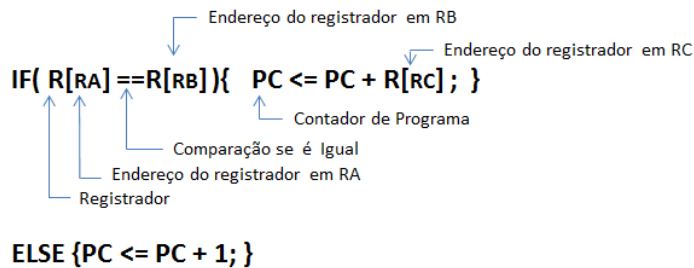 Endereço do registrador em RB
Endereço do registrador em RC
IF( R[RA] ==R[RB] ){ PC <= PC + R[RC] ; }
Contador de Programa
Comparação se é Igual
Endereço do registrador em RA
Registrador
ELSE {PC <= PC + 1; }